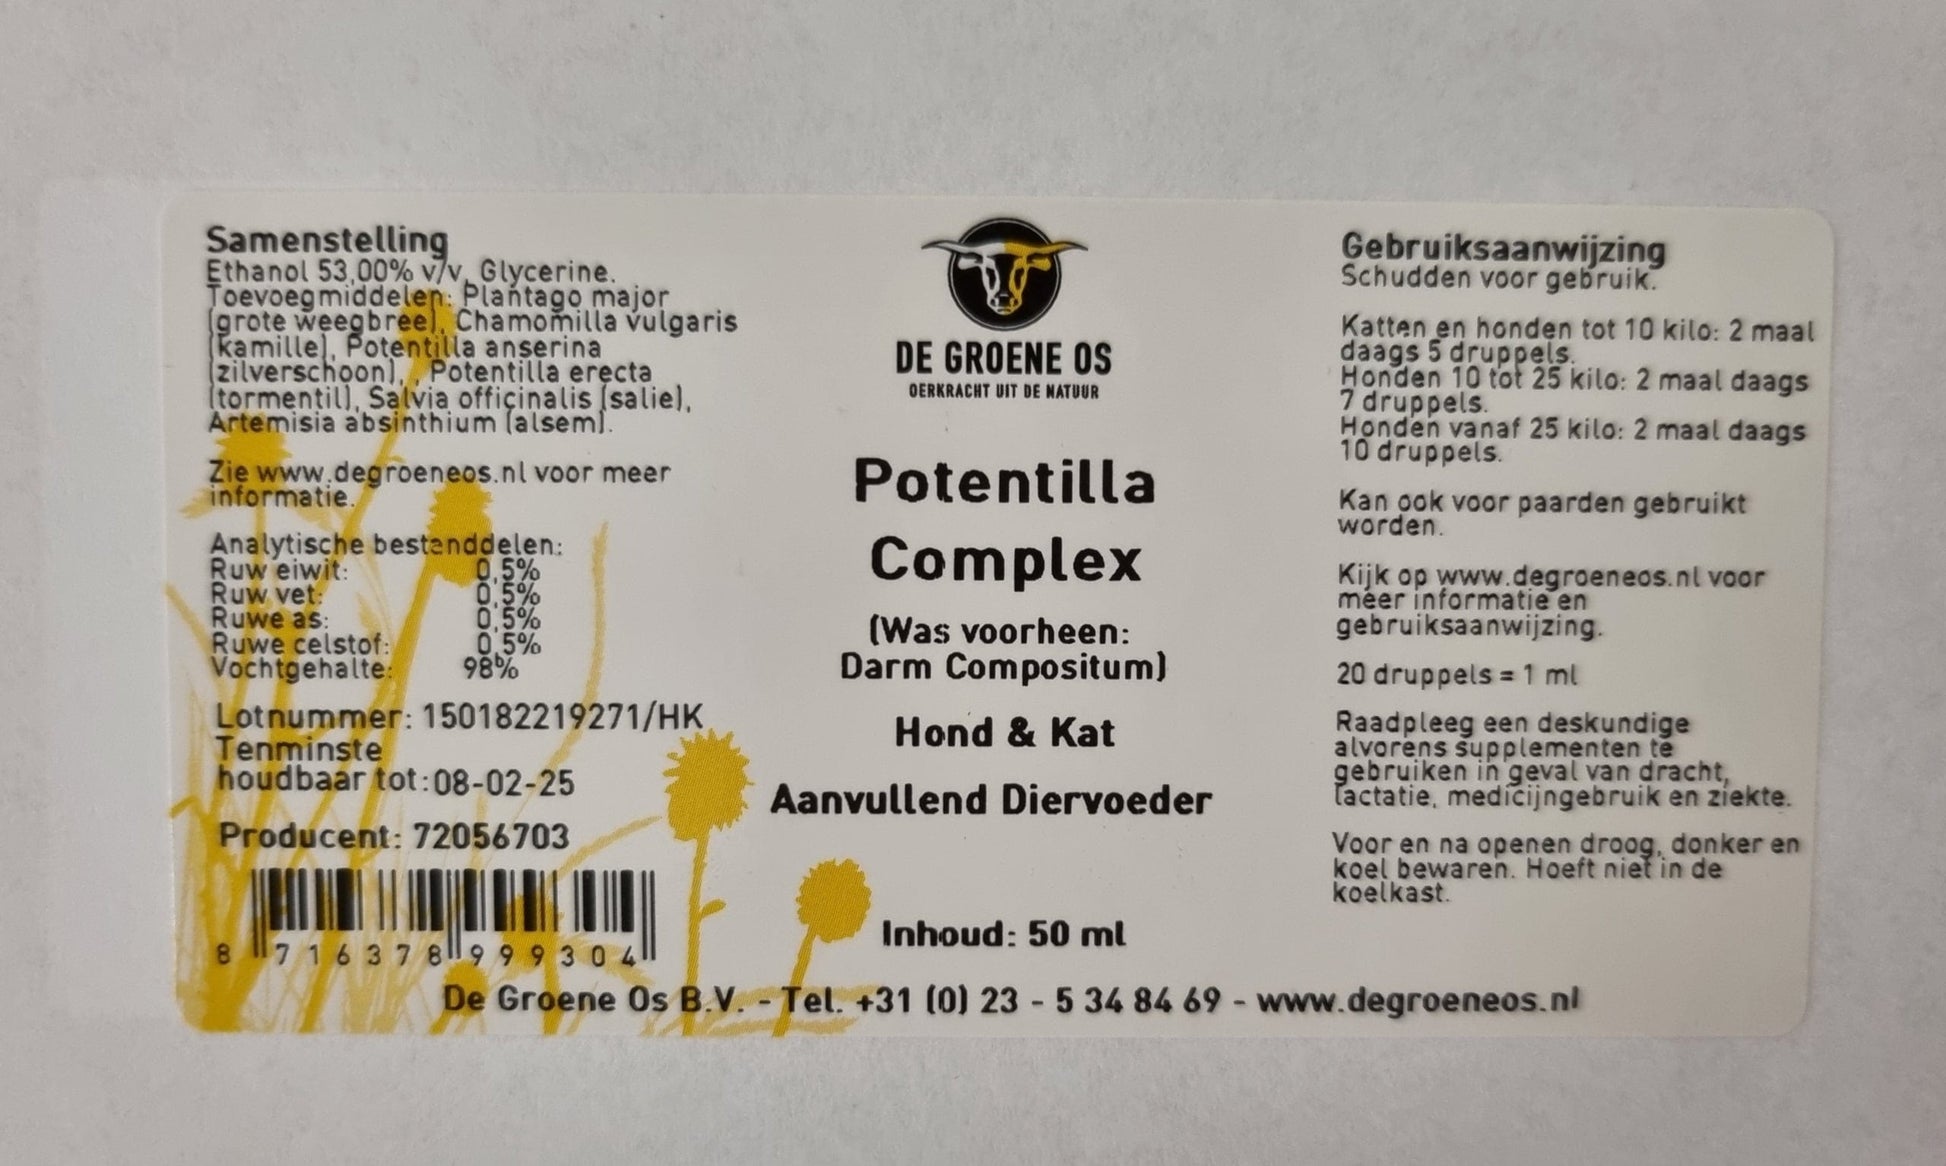 Samenstelling
Ethanol 53,00% v/v, Glycerine.
Toevoegmiddelen: Plantago major
(grote weegbree), Chamomilla vulgaris
(kamille), Potentilla anserina
(zilverschoon), , Potentilla erecta
(tormentil), Salvia officinalis (salie),
Artemisia absinthium (alsem).
Zie www.degroeneos.nl voor meer
informatie.
Analytische bestanddelen:
Ruw eiwit: 0,5%
Ruw vet: 0,5%
Ruwe as: 0,5%
Ruwe celstof: 0,5%
Vochtgehalte: 98%
Lotnummer: 150182219271/HK
Tenminste
houdbaar tot: 08-02-25
Producent: 72056703
8 716378 999304
DE GROENE OS
OERKRACHT UIT DE NATUUR
Potentilla
Complex
(Was voorheen:
Darm Compositum)
Hond & Kat
Aanvullend Diervoeder
Inhoud: 50 ml
Gebruiksaanwijzing
Schudden voor gebruik.
Katten en honden tot 10 kilo: 2 maal
daags 5 druppels.
Honden 10 tot 25 kilo: 2 maal daags
7 druppels.
Honden vanaf 25 kilo: 2 maal daags
10 druppels.
Kan ook voor paarden gebruikt
worden.
Kijk op www.degroeneos.nl voor
meer informatie en
gebruiksaanwijzing.
20 druppels = 1 ml
Raadpleeg een deskundige
alvorens supplementen te
gebruiken in geval van dracht,
lactatie, medicijngebruik en ziekte.
Voor en na openen droog, donker en
koel bewaren. Hoeft niet in de
koelkast.
De Groene Os B.V. - Tel. +31 (0) 23 - 5 34 84 69 - www.degroeneos.nl